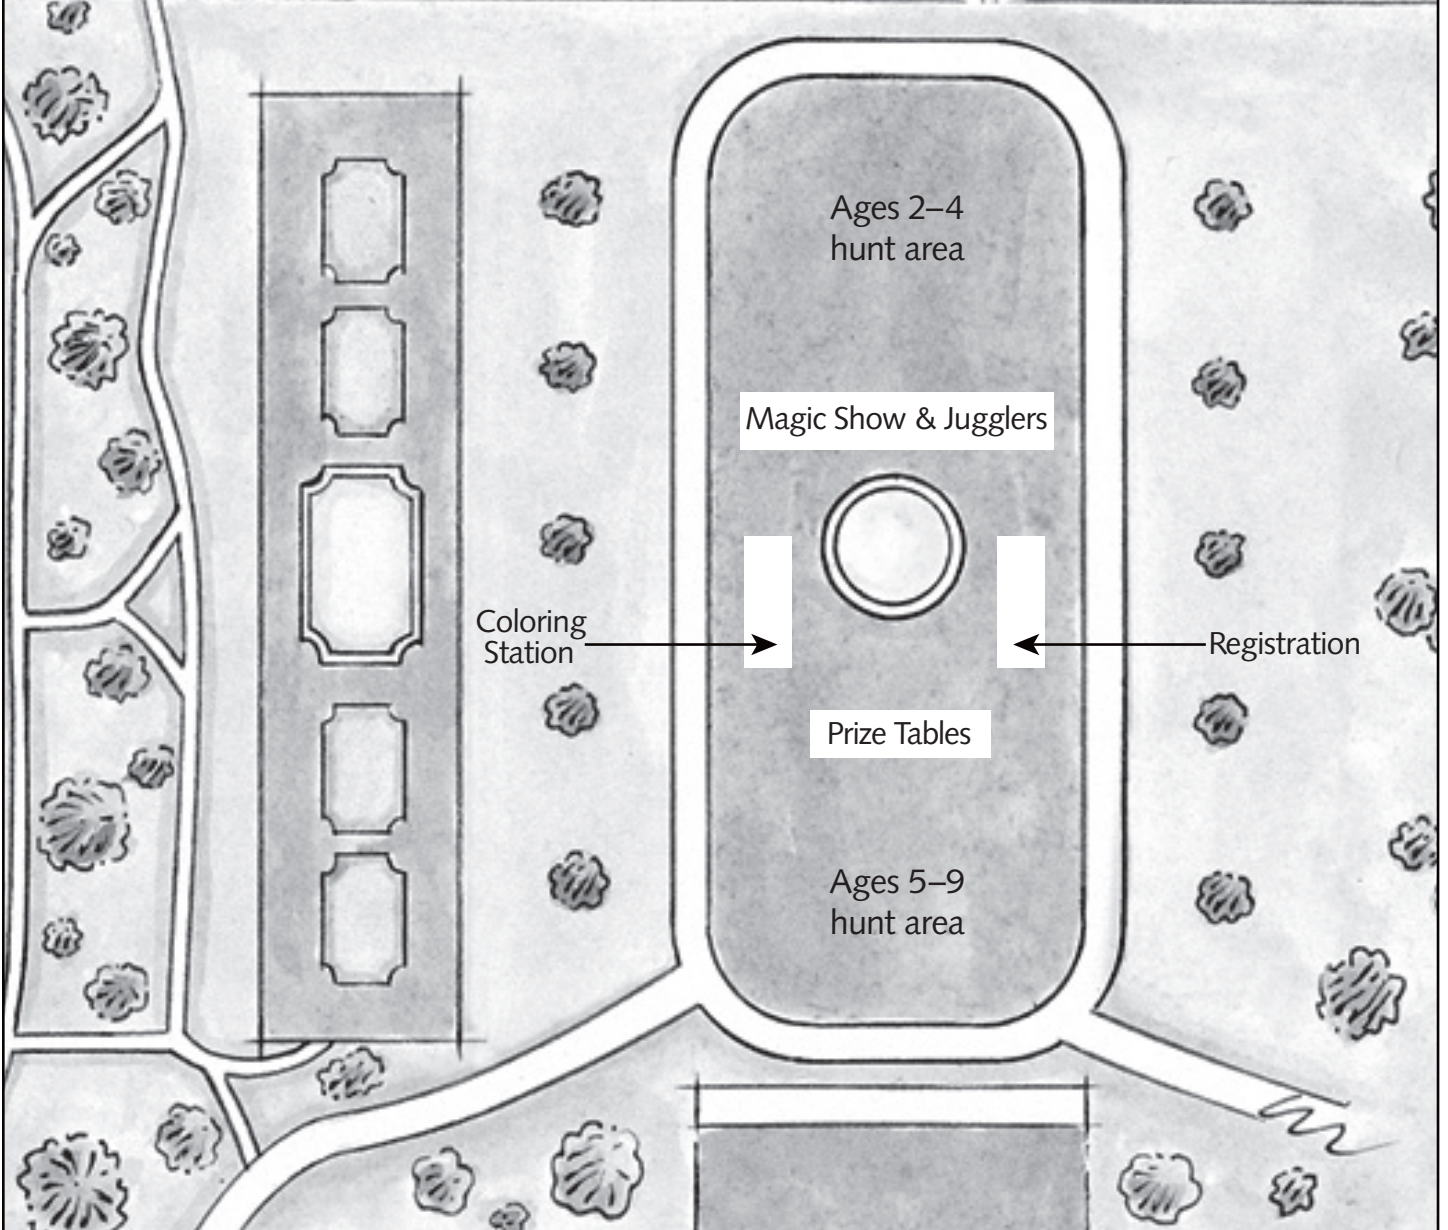 Ages 2–4
hunt area
Magic Show & Jugglers
Coloring
Station
Registration
Prize Tables
Ages 5–9
hunt area